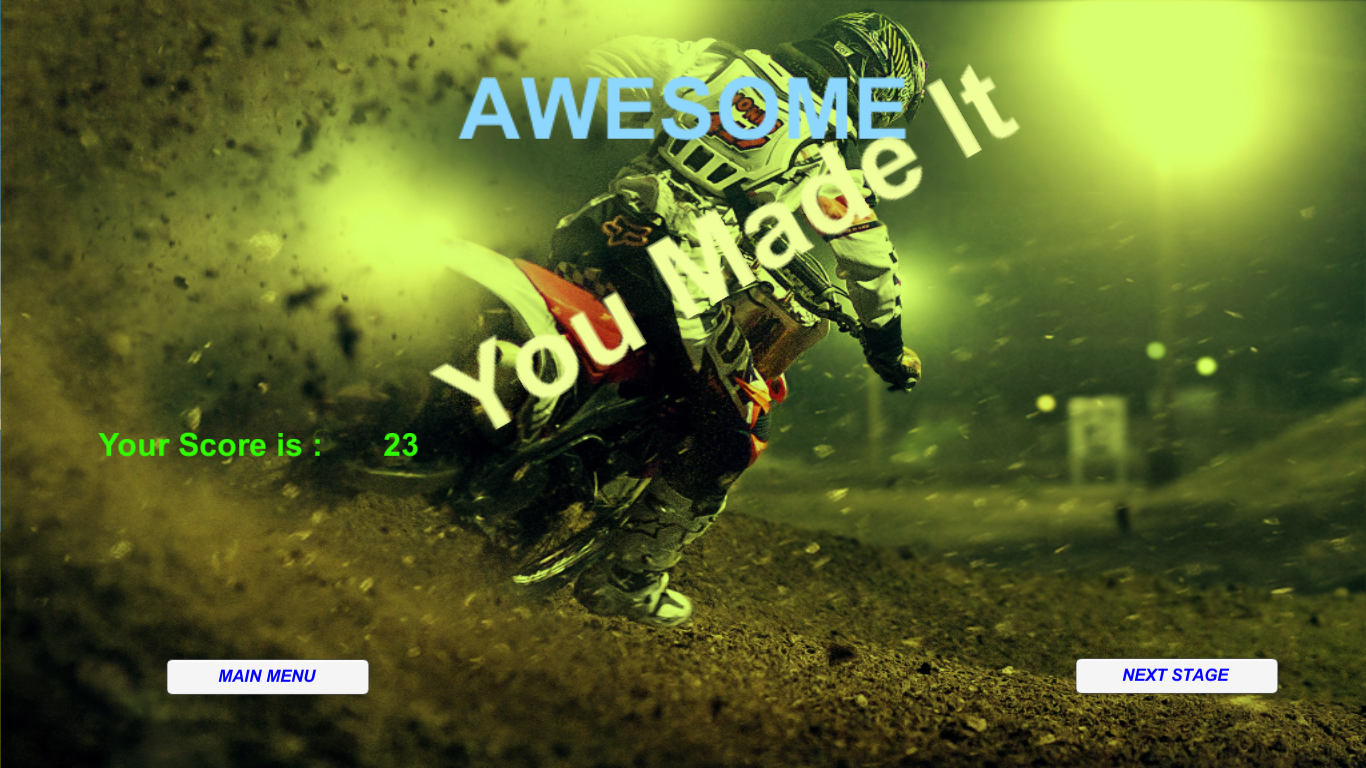 AWESOME
You Made It
Your Score is : 23
MAIN MENU
NEXT STAGE